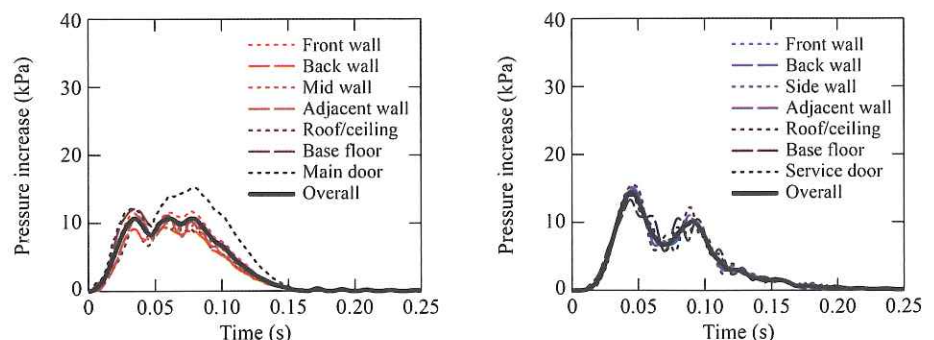 40
30
20
10
0
Pressure increase (kPa)
Front wall
Back wall
Mid wall
Adjacent wall
Roof/ceiling
Base floor
Main door
Overall
0 0.05 0.10 0.15 0.20 0.25
Time (s)
40
30
20
10
0
Pressure increase (kPa)
Front wall
Back wall
Side wall
Adjacent wall
Roof/ceiling
Base floor
Service door
Overall
0 0.05 0.10 0.15 0.20 0.25
Time (s)